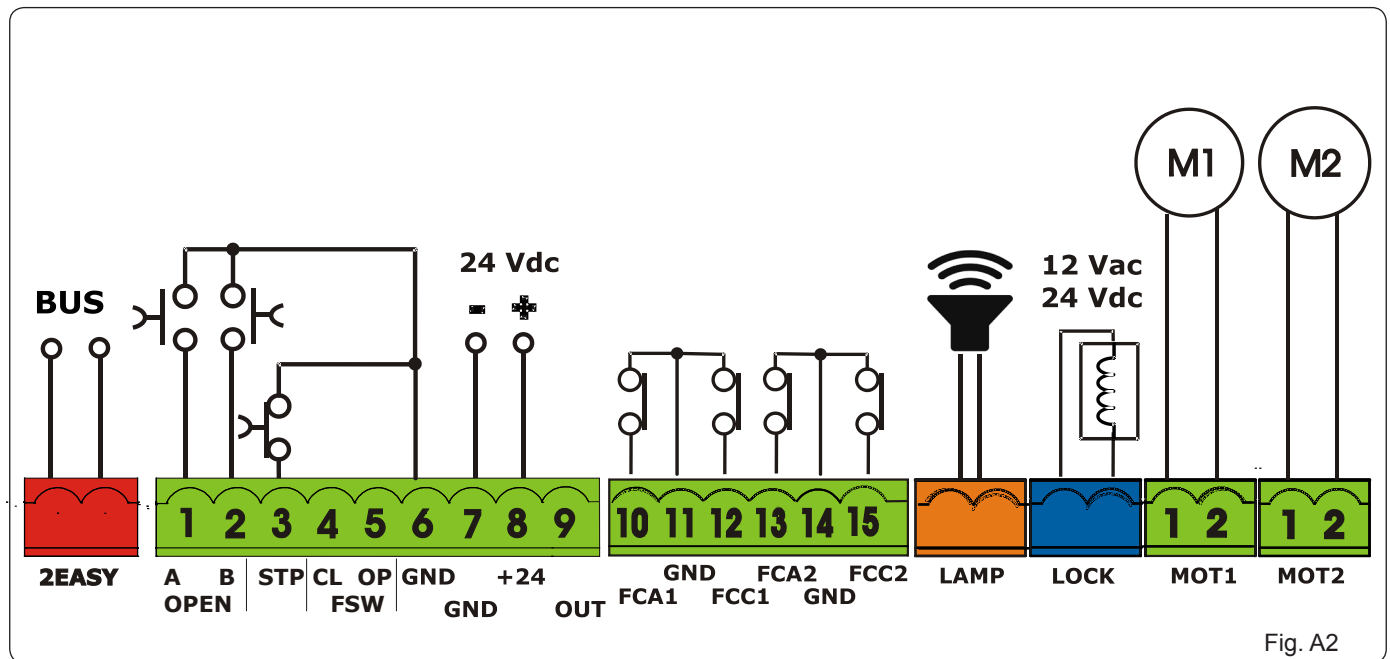 M1 M2
24 Vdc
12 Vac
24 Vdc
BUS
- +
1 2 3 4 5 6 7 8 9 10 11 12 13 14 15 1 2 1 2
2EASY A B STP CL OP GND +24 GND FCA2 FCC2 LAMP LOCK MOT1 MOT2
OPEN FSW GND OUT FCA1 FCC1 GND
Fig. A2